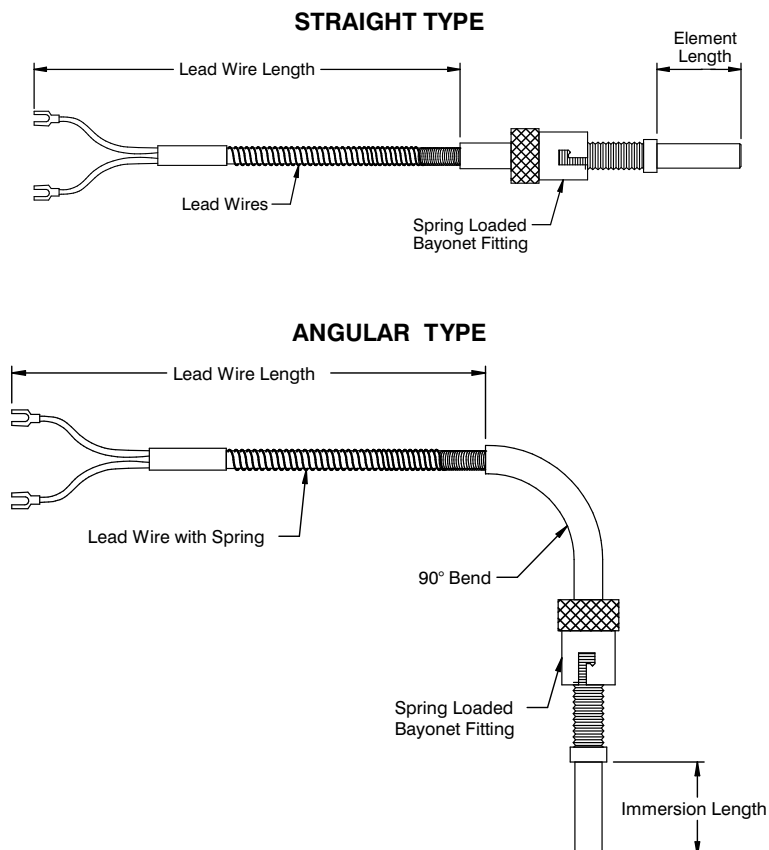 STRAIGHT TYPE
Element
Length
Lead Wire Length
Lead Wires
Spring Loaded
Bayonet Fitting
ANGULAR TYPE
Lead Wire Length
Lead Wire with Spring
90° Bend
Spring Loaded
Bayonet Fitting
Immersion Length